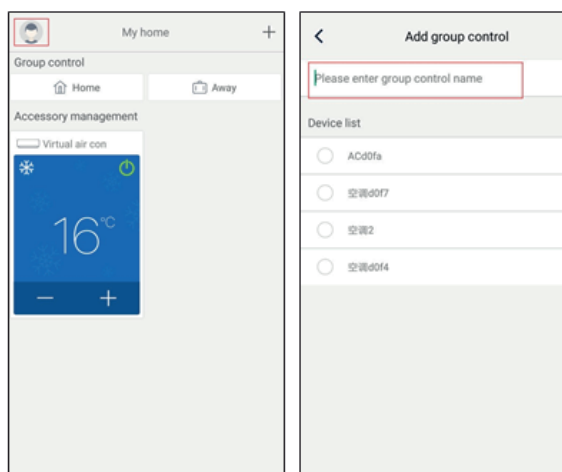 My home
+
Group control
Home
Away
Accessory management
Virtual air con
16°C
− +
Add group control
Please enter group control name
Device list
ACd0fa
空调d0f7
空调2
空调d0f4